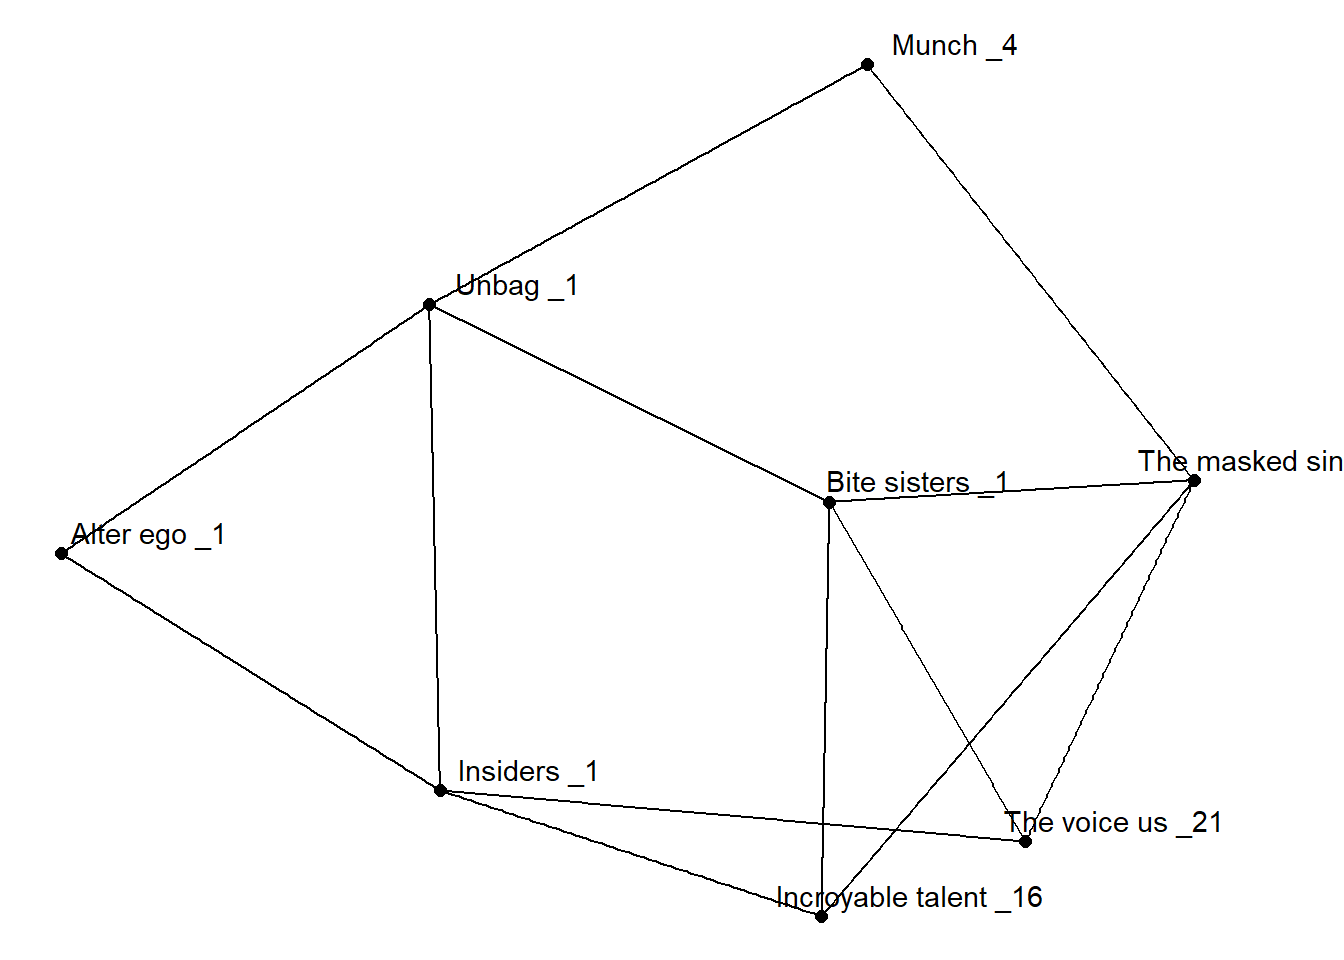 Munch _4
Unbag _1
The masked sin
Bite sisters _1
Alter ego _1
Insiders _1
The voice us _21
Incroyable talent _16